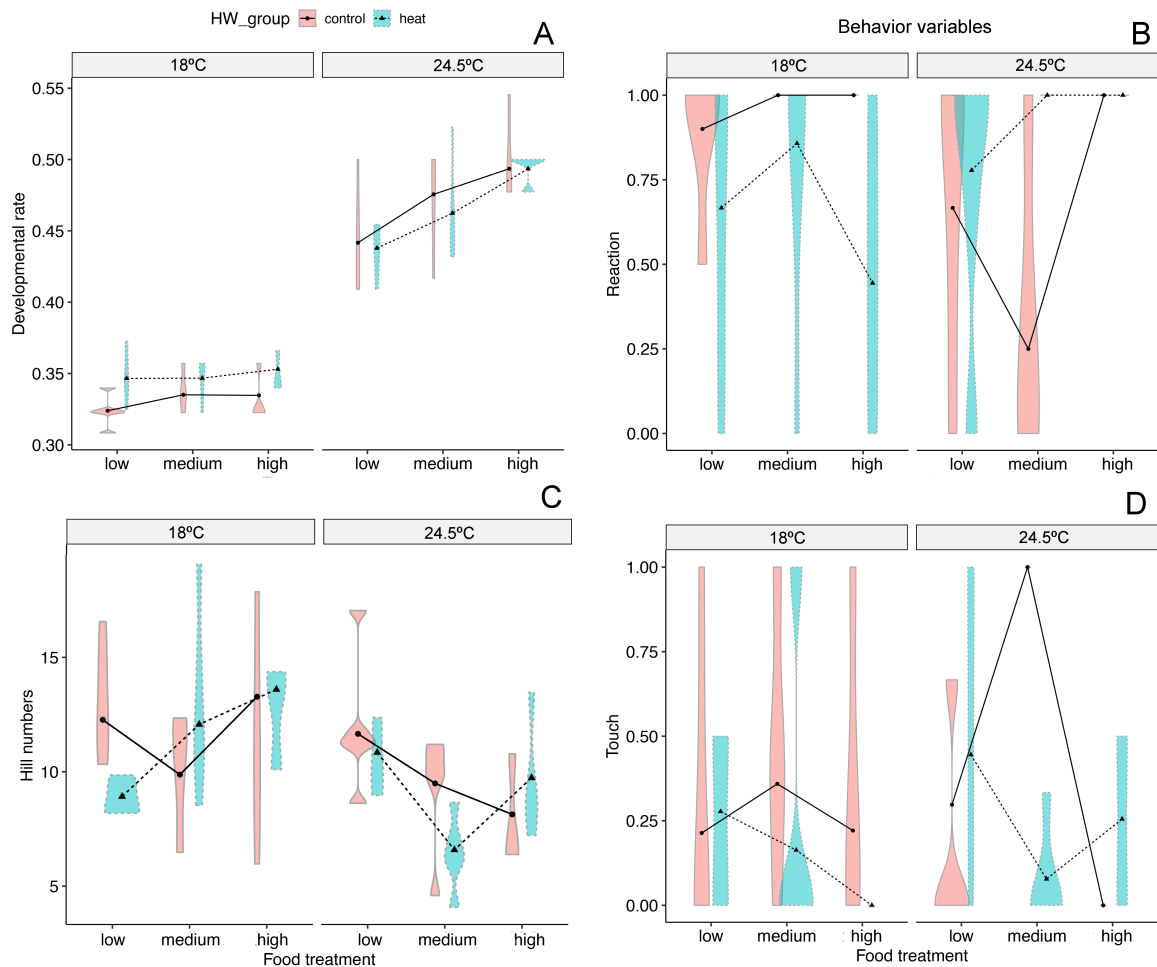 HW_group control heat
A
18ºC 24.5ºC
Developmental rate
0.55
0.50
0.45
0.40
0.35
0.30
low medium high low medium high
Behavior variables
B
18ºC 24.5ºC
Reaction
1.00
0.75
0.50
0.25
0.00
low medium high low medium high
C
18ºC 24.5ºC
Hill numbers
15
10
5
low medium high low medium high
Food treatment
D
18ºC 24.5ºC
Touch
1.00
0.75
0.50
0.25
0.00
low medium high low medium high
Food treatment